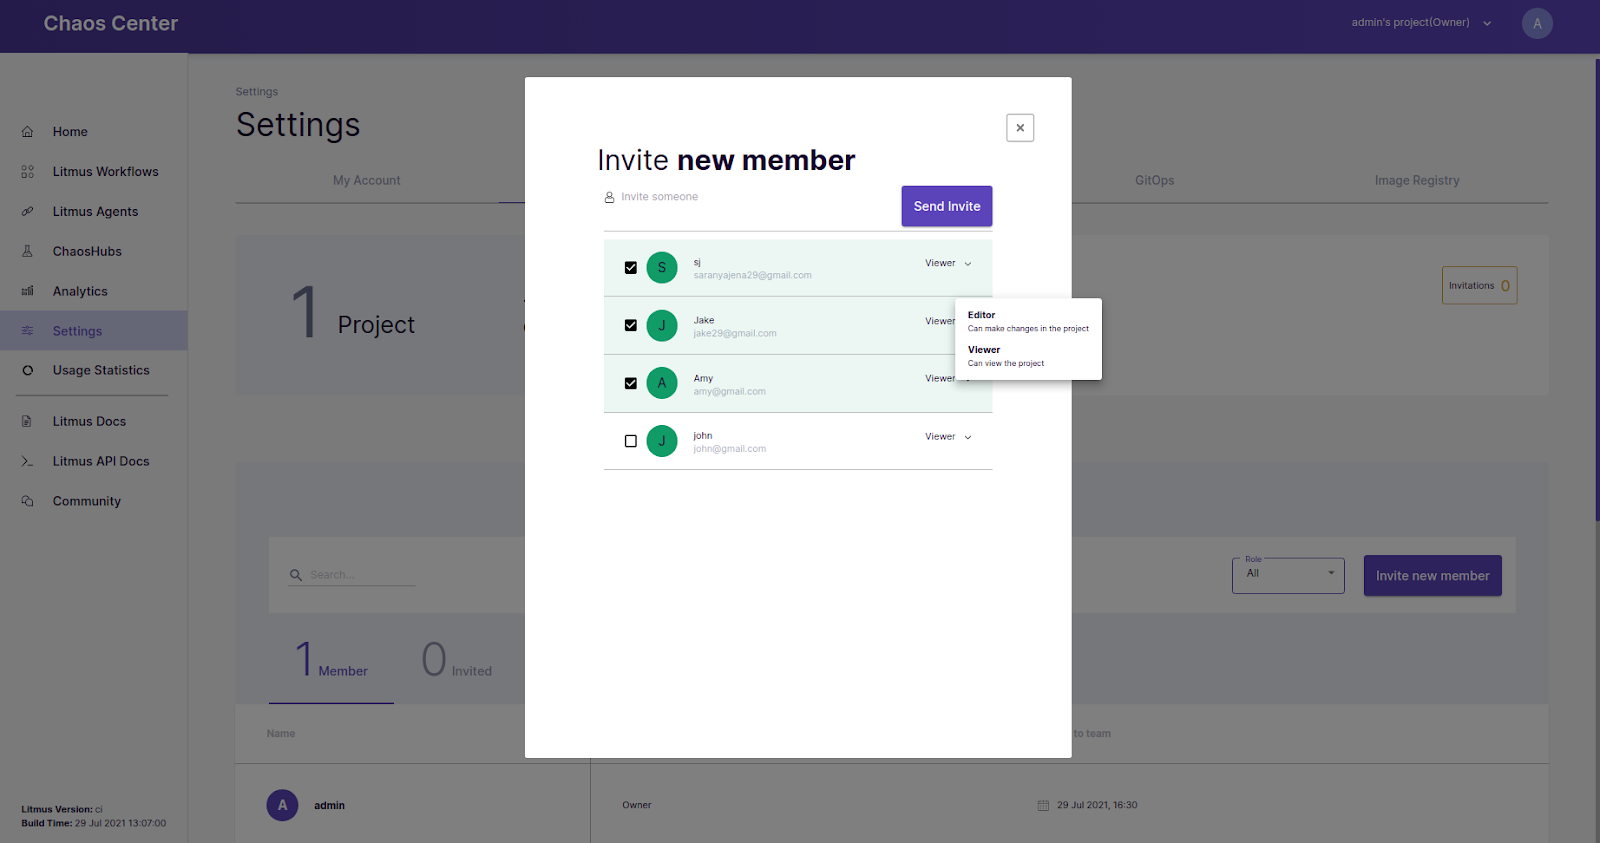 Chaos Center
admin's project(Owner)
A
Home
Litmus Workflows
Litmus Agents
ChaosHubs
Analytics
Settings
Usage Statistics
Litmus Docs
Litmus API Docs
Community
Litmus Version: ci
Build Time: 29 Jul 2021 13:07:00
Settings
Settings
My Account
GitOps
Image Registry
1 Project
Invitations 0
Invite new member
Invite someone
Send Invite
S
sj
saranyajena29@gmail.com
Viewer
J
Jake
jake29@gmail.com
Viewer
Editor
Can make changes in the project
Viewer
Can view the project
A
Amy
amy@gmail.com
Viewer
J
john
john@gmail.com
Viewer
Search...
Role
All
Invite new member
1 Member
0 Invited
Name
to team
A
admin
Owner
29 Jul 2021, 16:30